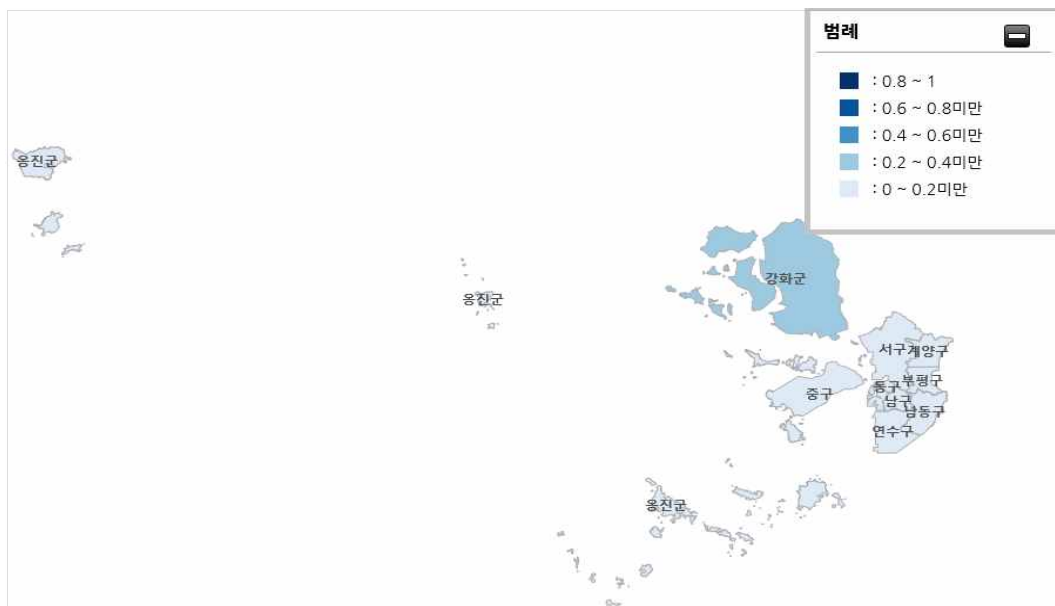 범례
: 0.8 ~ 1
: 0.6 ~ 0.8미만
: 0.4 ~ 0.6미만
: 0.2 ~ 0.4미만
: 0 ~ 0.2미만
옹진군
강화군
옹진군
서구
계양구
동구
부평구
중구
남구
남동구
연수구
옹진군